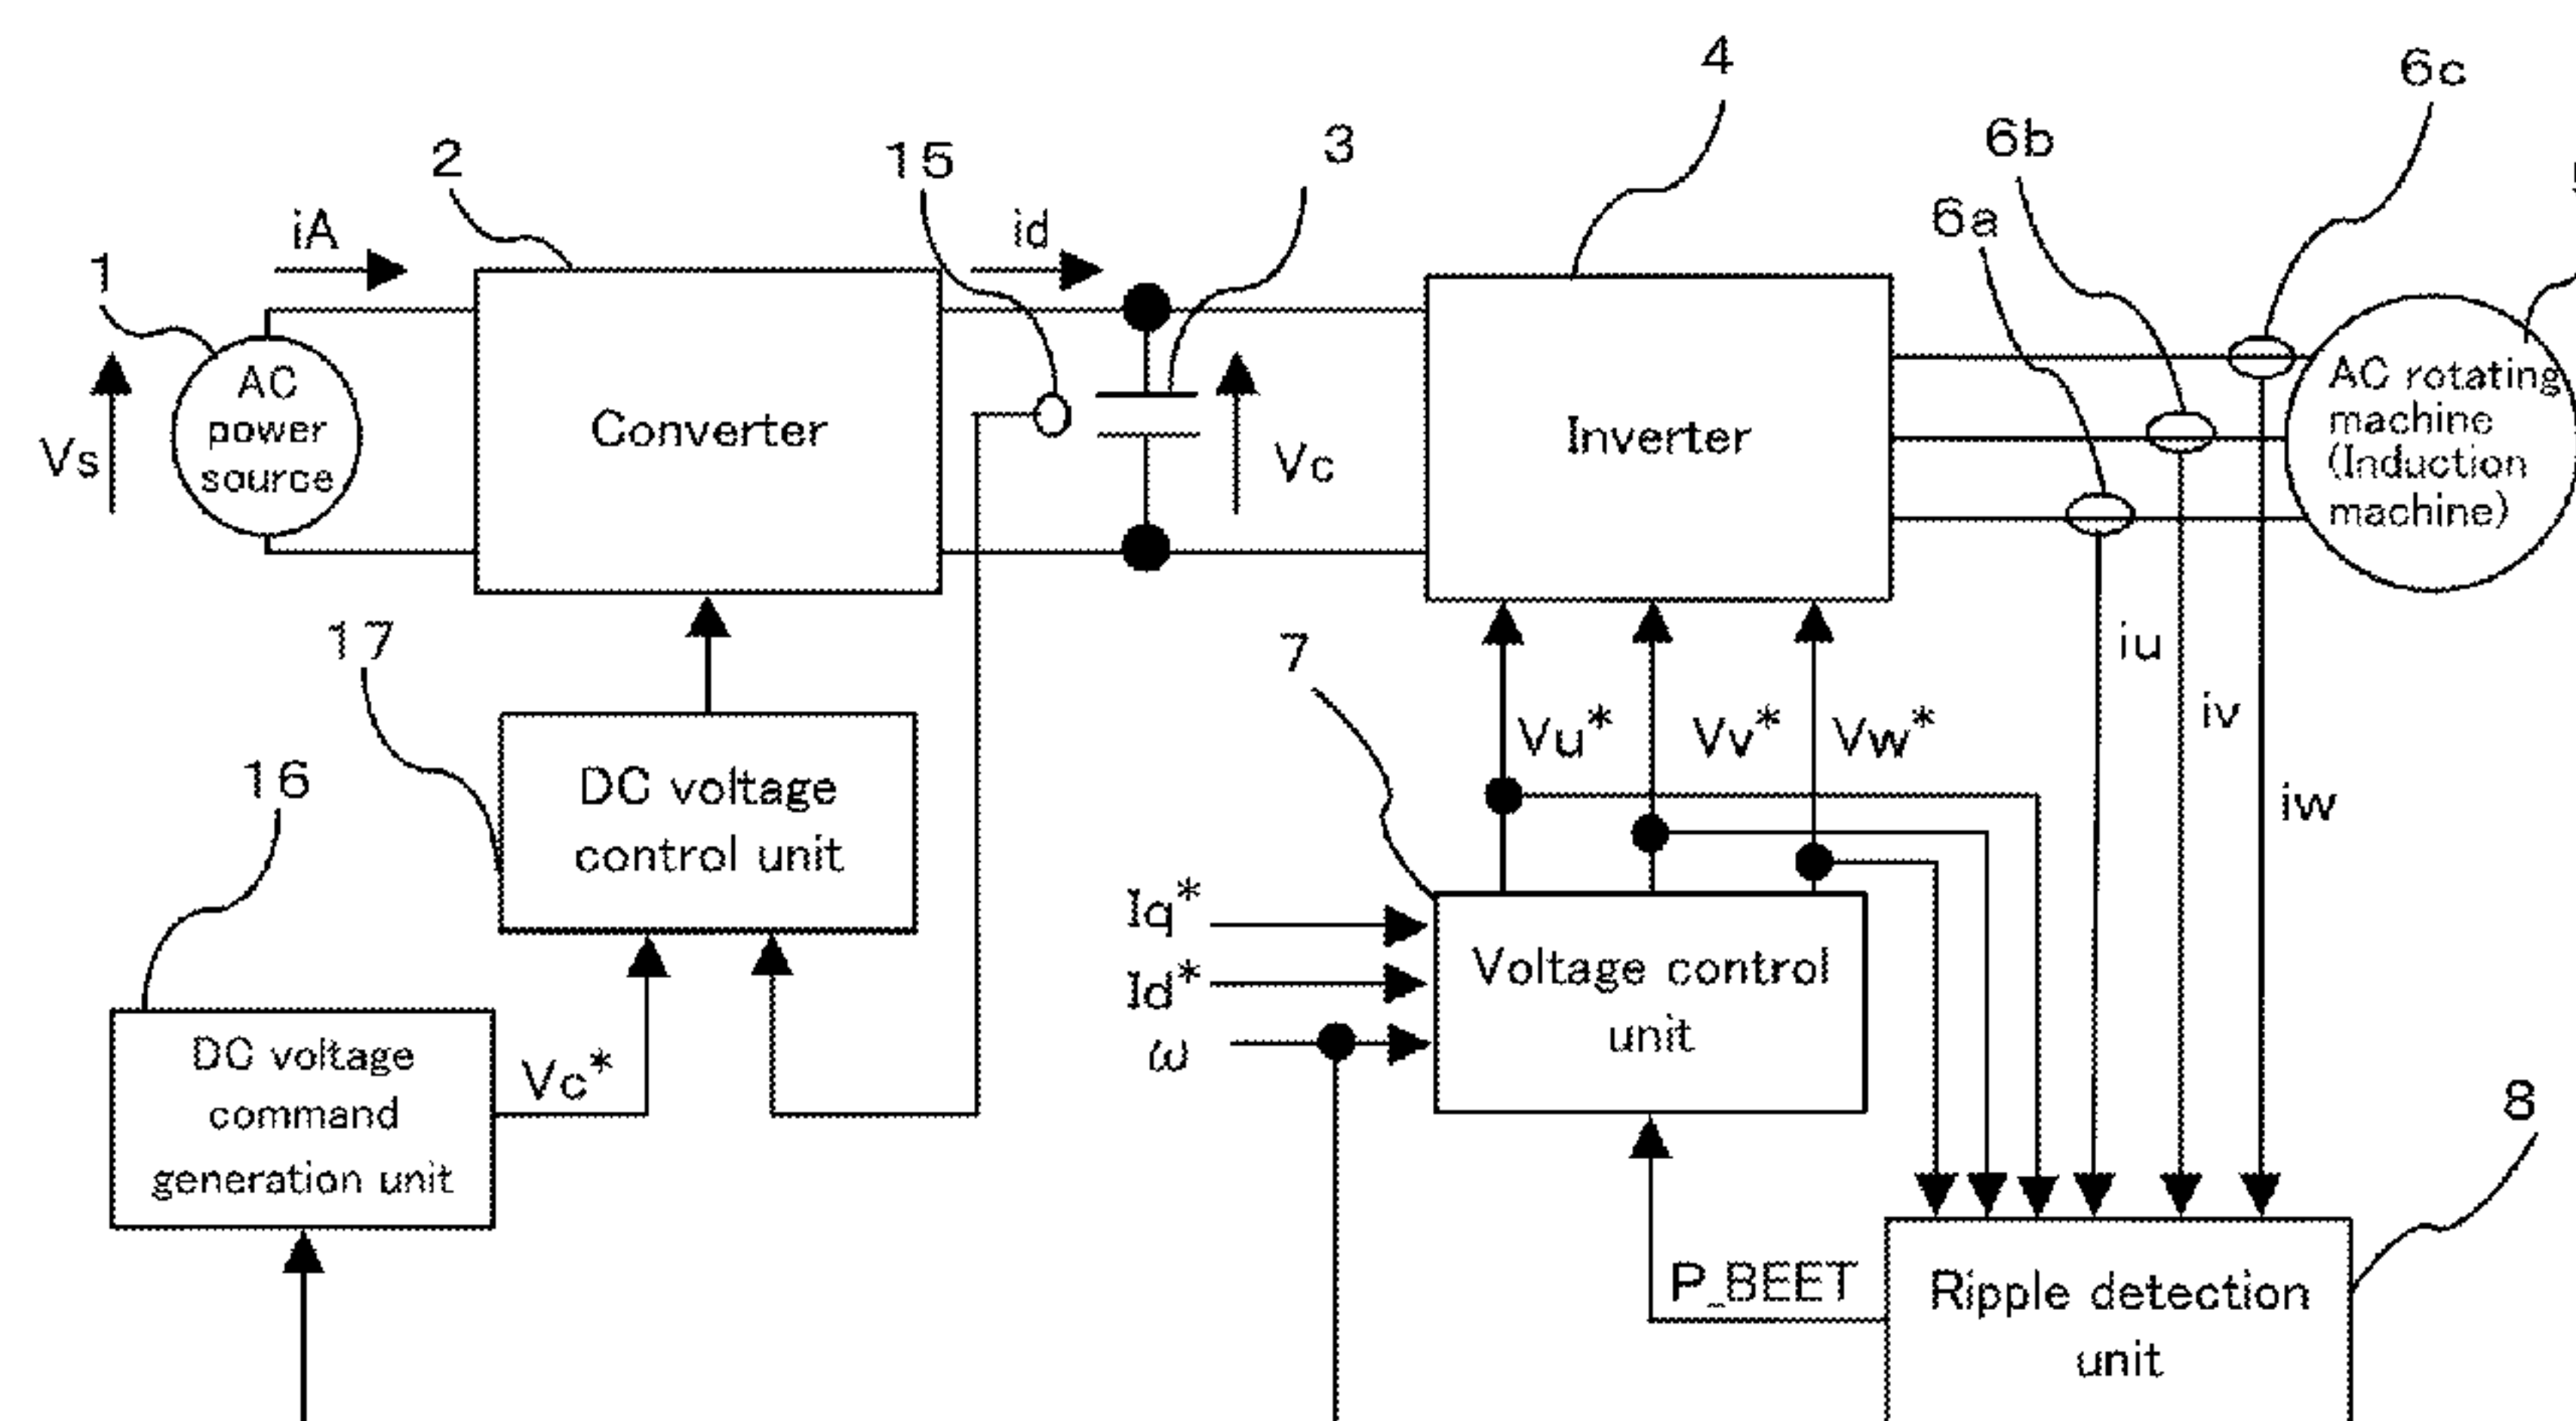 4
6c
2
15
3
6b
6a
iA
id
1
AC
power
source
Vs
Converter
Vc
Inverter
AC rotating
machine
(Induction
machine)
17
7
iu
iv
iw
Vu*
Vv*
Vw*
16
DC voltage
control unit
Iq*
Id*
ω
Voltage control
unit
DC voltage
command
generation unit
Vc*
8
P_BEET
Ripple detection
unit